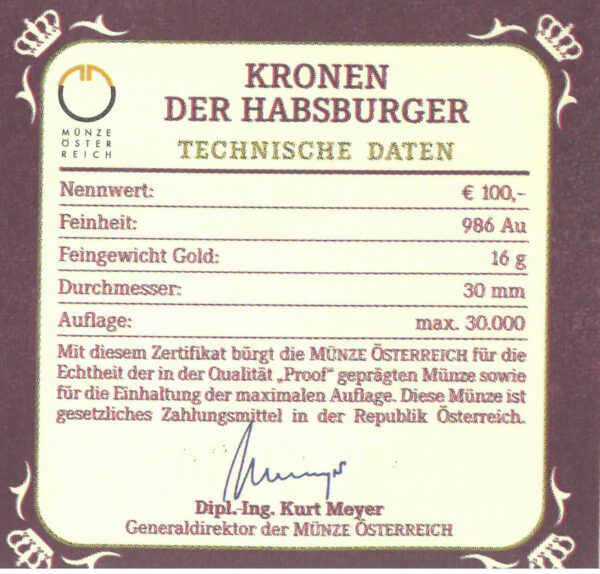 MÜNZE
ÖSTER
REICH
KRONEN
DER HABSBURGER
TECHNISCHE DATEN
Nennwert: € 100,-
Feinheit: 986 Au
Feingewicht Gold: 16 g
Durchmesser: 30 mm
Auflage: max. 30.000
Mit diesem Zertifikat bürgt die MÜNZE ÖSTERREICH für die
Echtheit der in der Qualität „Proof" geprägten Münze sowie
für die Einhaltung der maximalen Auflage. Diese Münze ist
gesetzliches Zahlungsmittel in der Republik Österreich.
Dipl.-Ing. Kurt Meyer
Generaldirektor der MÜNZE ÖSTERREICH